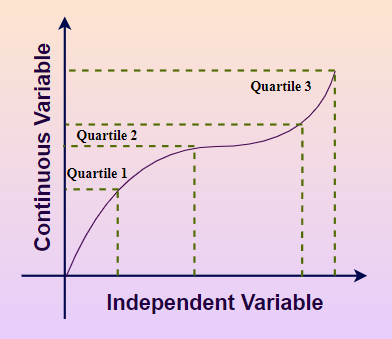 Continuous Variable
Quartile 3
Quartile 2
Quartile 1
Independent Variable